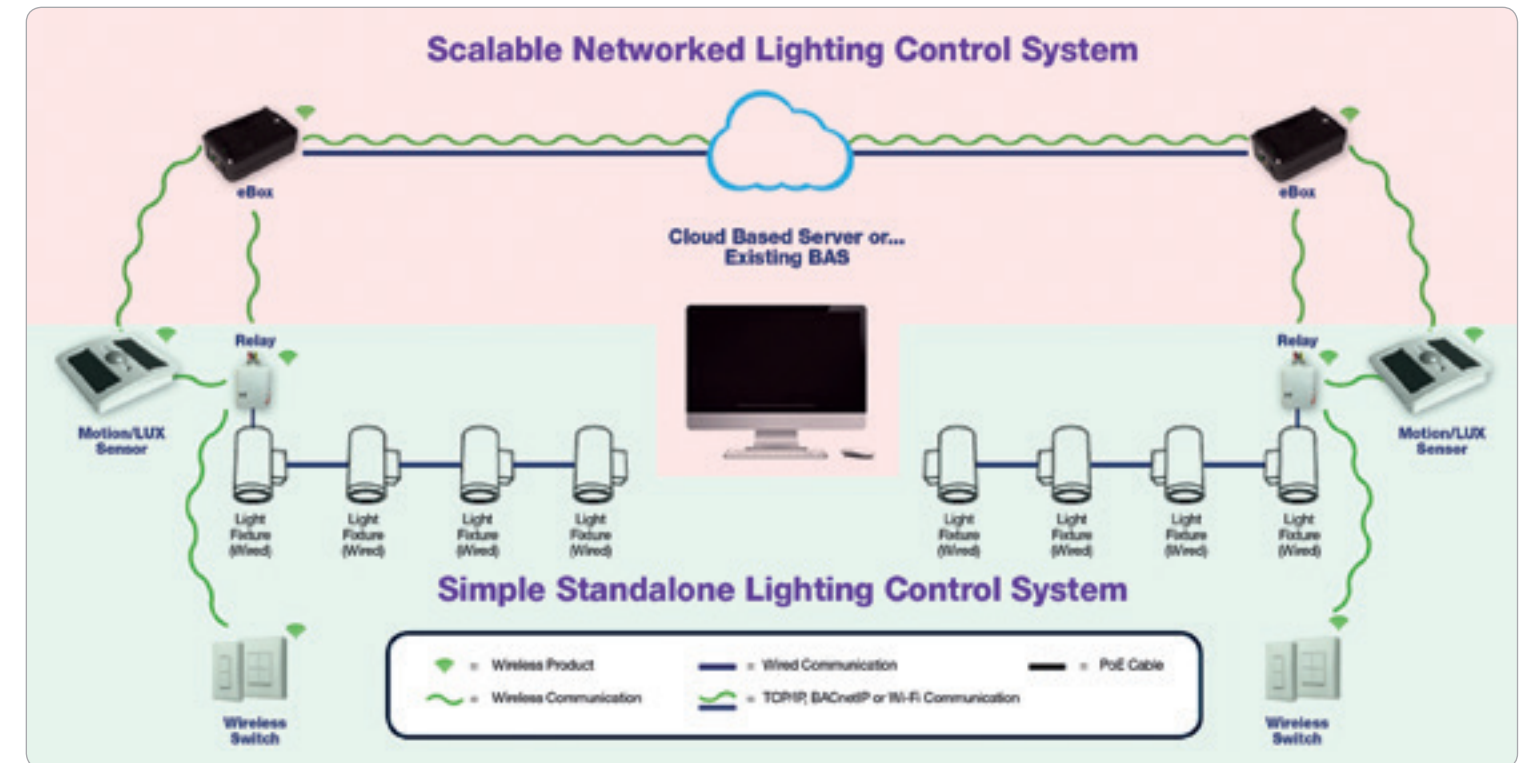 Scalable Networked Lighting Control System
eBox
eBox
Cloud Based Server or...
Existing BAS
Relay
Relay
Motion/LUX
Sensor
Motion/LUX
Sensor
Light
Fixture
(Wired)
Light
Fixture
(Wired)
Light
Fixture
(Wired)
Light
Fixture
(Wired)
Light
Fixture
(Wired)
Light
Fixture
(Wired)
Light
Fixture
(Wired)
Light
Fixture
(Wired)
Simple Standalone Lighting Control System
= Wireless Product
= Wired Communication
= PoE Cable
= Wireless Communication
= TCP/IP, BACnetIP or Wi-Fi Communication
Wireless
Switch
Wireless
Switch